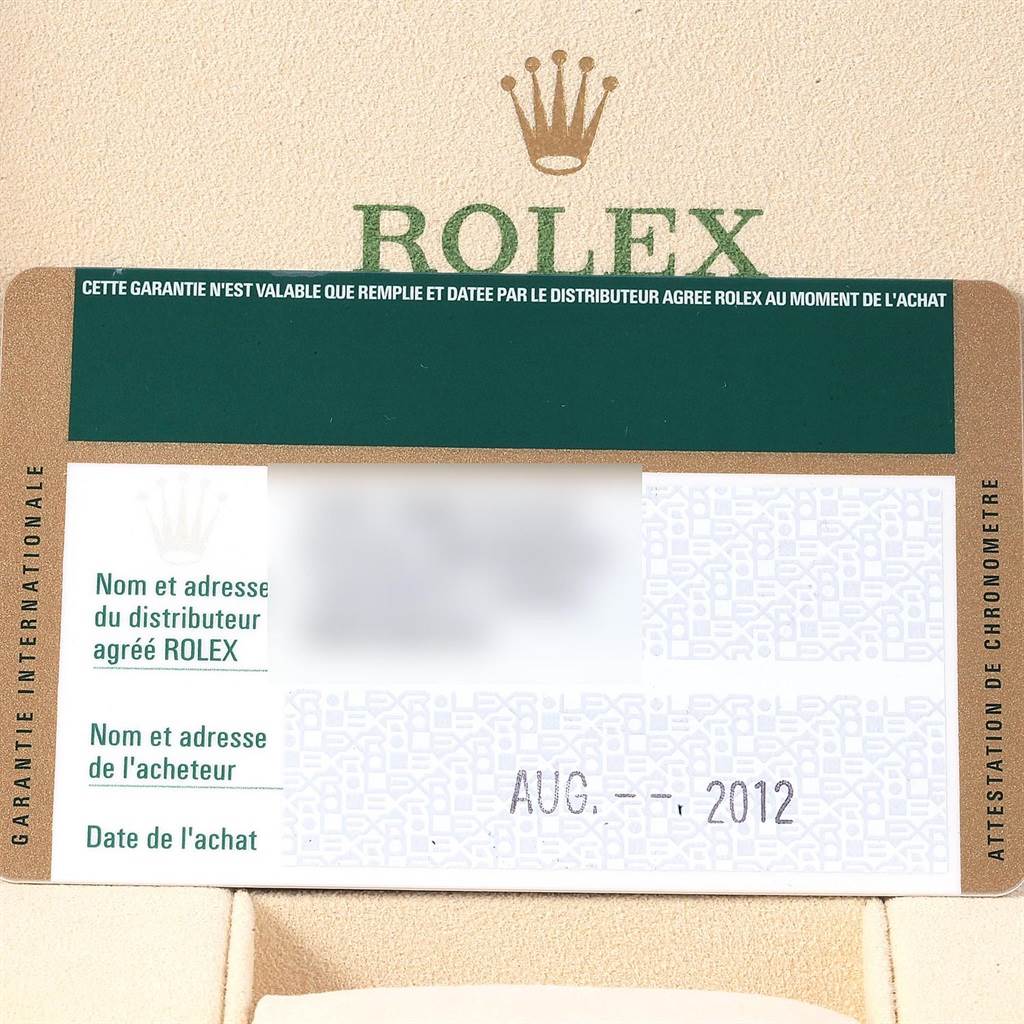 ROLEX
CETTE GARANTIE N'EST VALABLE QUE REMPLIE ET DATEE PAR LE DISTRIBUTEUR AGREE ROLEX AU MOMENT DE L'ACHAT
GARANTIE INTERNATIONALE
Nom et adresse
du distributeur
agréé ROLEX
Nom et adresse
de l'acheteur
AUG. --, 2012
Date de l'achat
ATTESTATION DE CHRONOMETRE